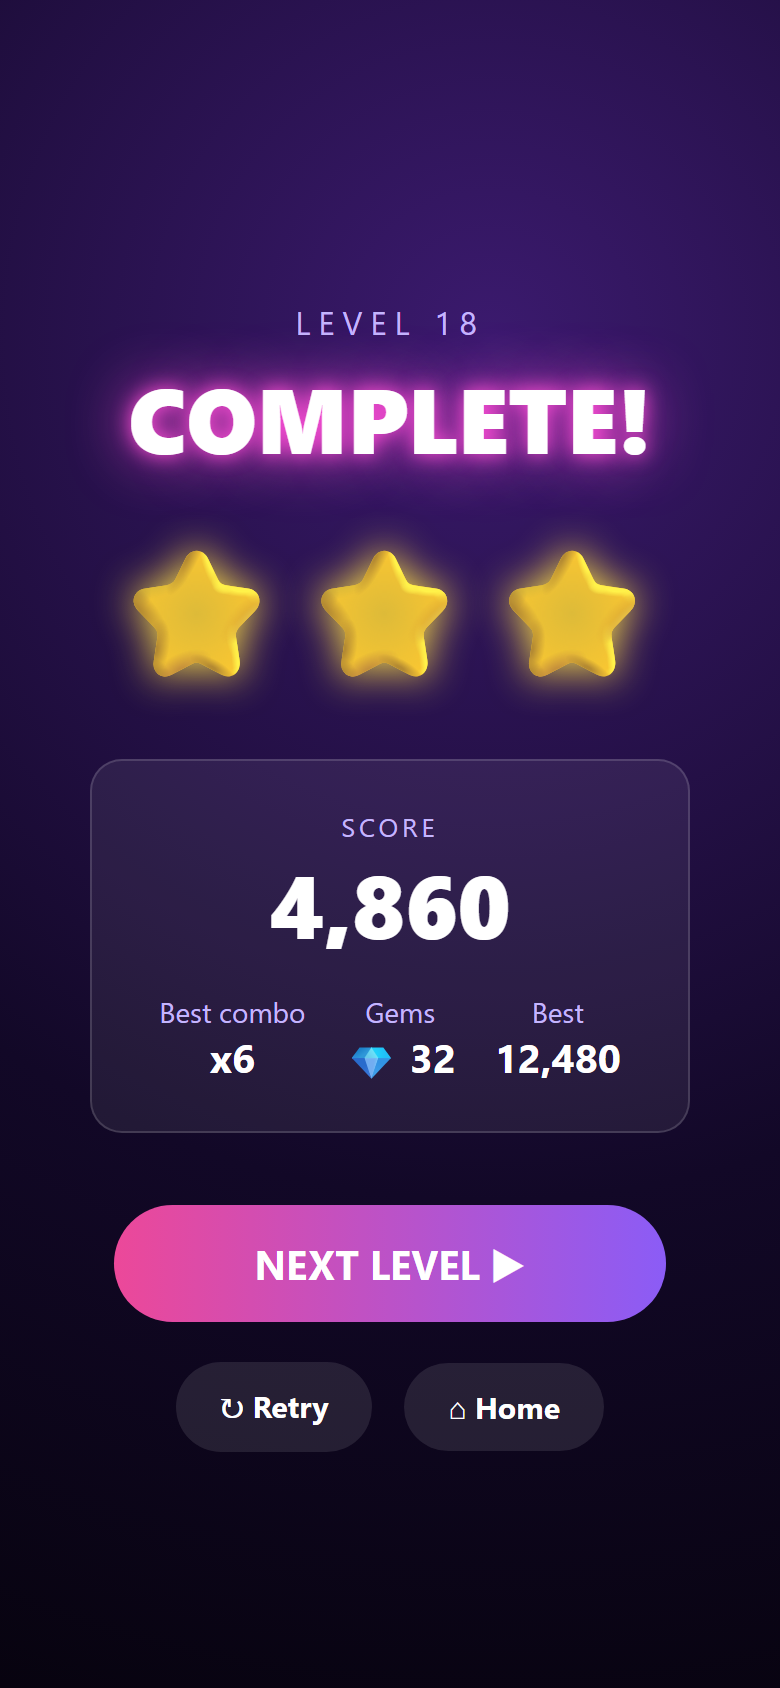 LEVEL 18
COMPLETE!
SCORE
4,860
Best combo Gems Best
x6 💎 32 12,480
NEXT LEVEL ▶
↻ Retry ⌂ Home